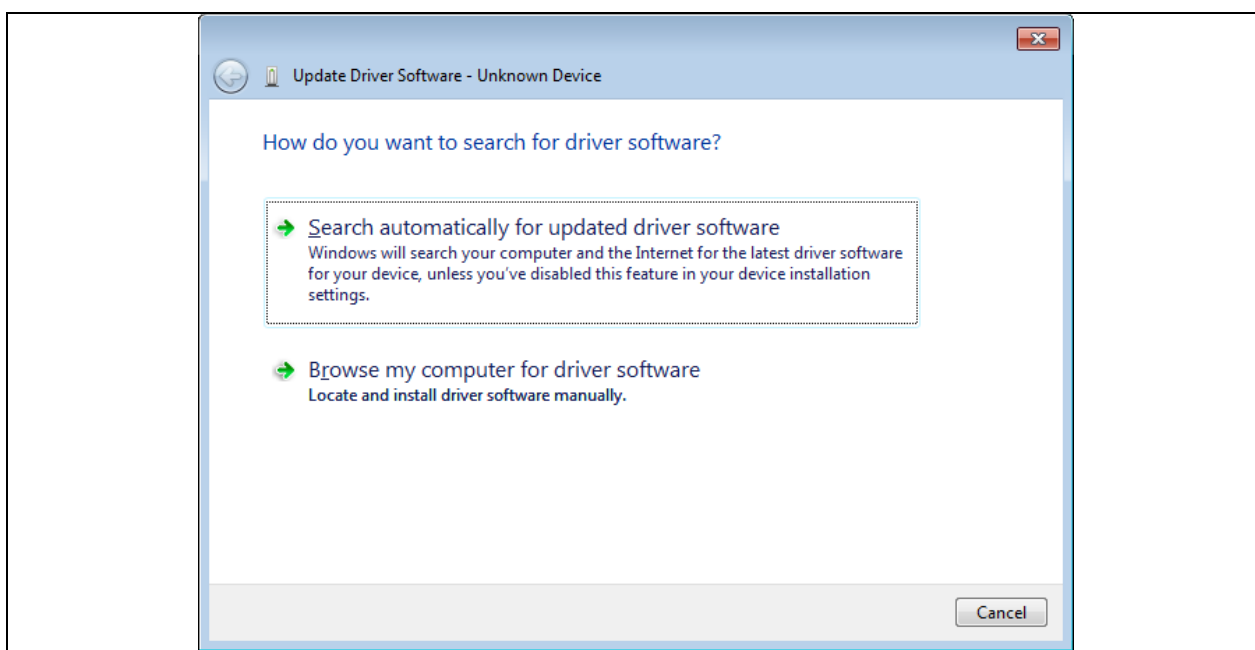 Update Driver Software - Unknown Device
How do you want to search for driver software?
Search automatically for updated driver software
Windows will search your computer and the Internet for the latest driver software
for your device, unless you've disabled this feature in your device installation
settings.
Browse my computer for driver software
Locate and install driver software manually.
Cancel